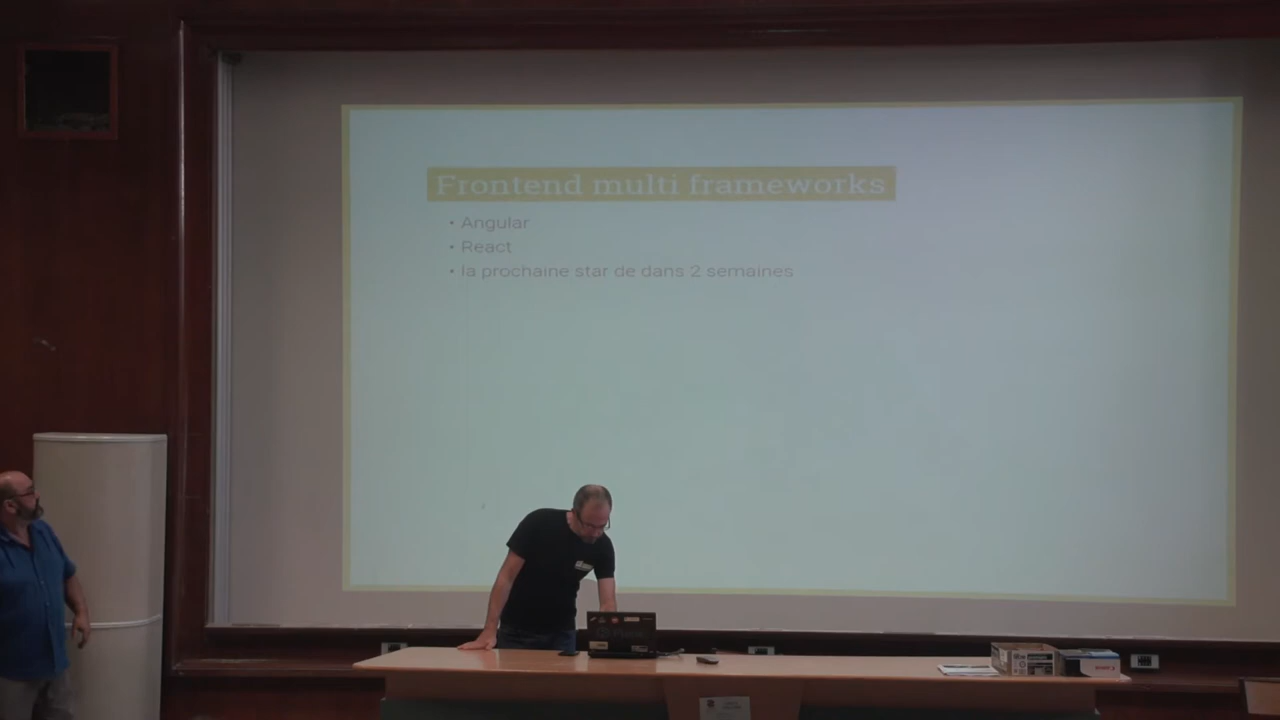 Frontend multi frameworks
• Angular
• React
• la prochaine star de dans 2 semaines